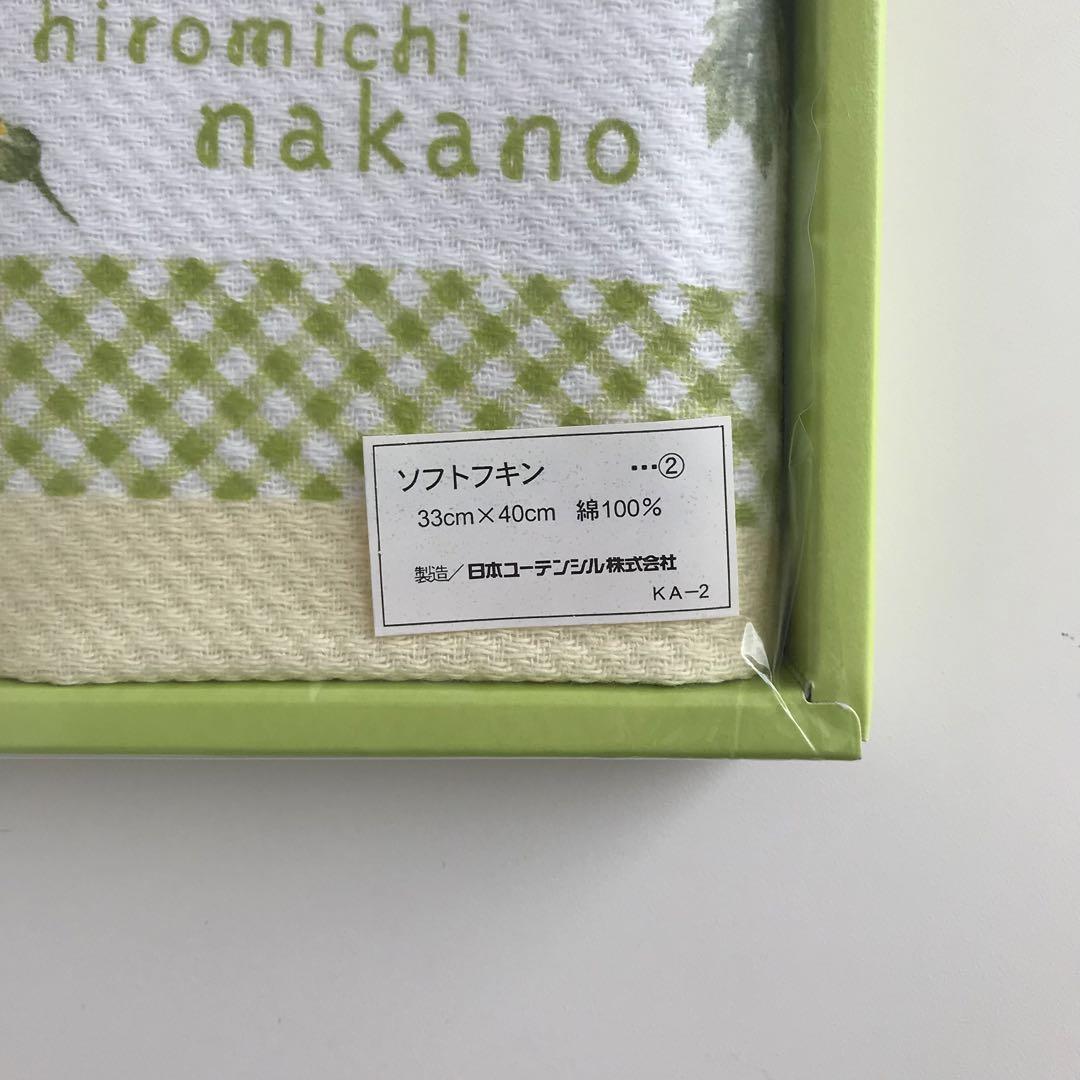 hiromichi
nakano
ソフトフキン …②
33cm×40cm 綿100%
製造/日本ユーテンシル株式会社
KA-2